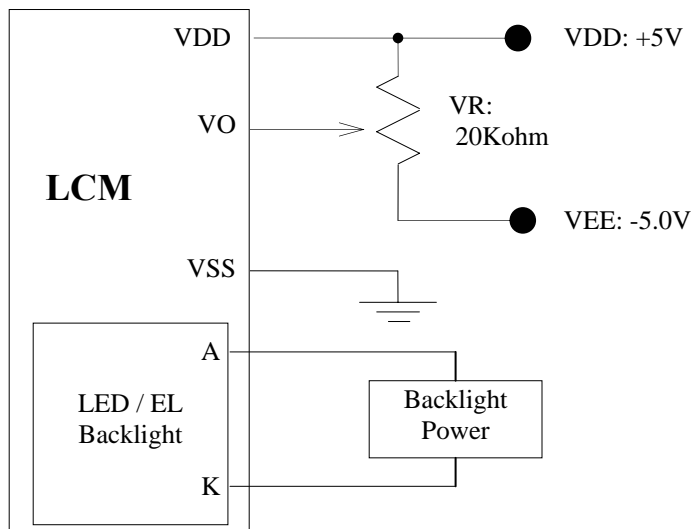 VDD
VDD: +5V
VR:
20Kohm
VO
LCM
VEE: -5.0V
VSS
A
LED / EL
Backlight
Backlight
Power
K